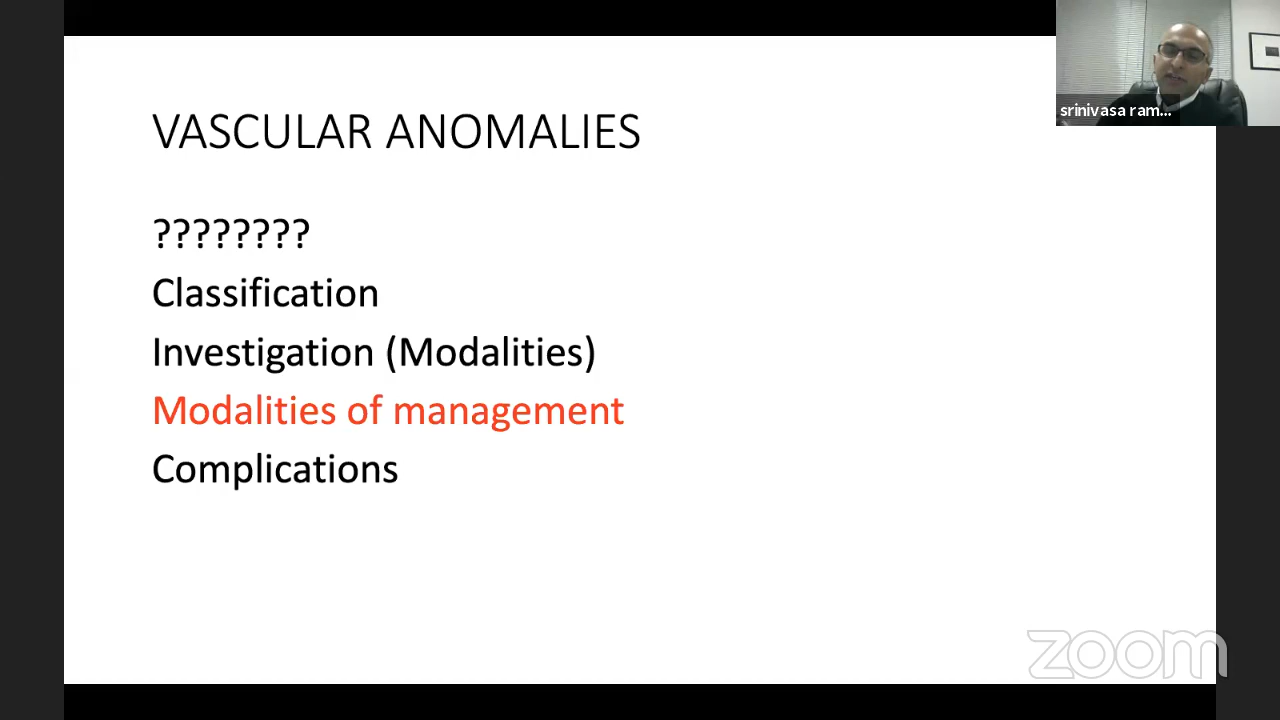 VASCULAR ANOMALIES
????????
Classification
Investigation (Modalities)
Modalities of management
Complications
srinivasa ram...
zoom